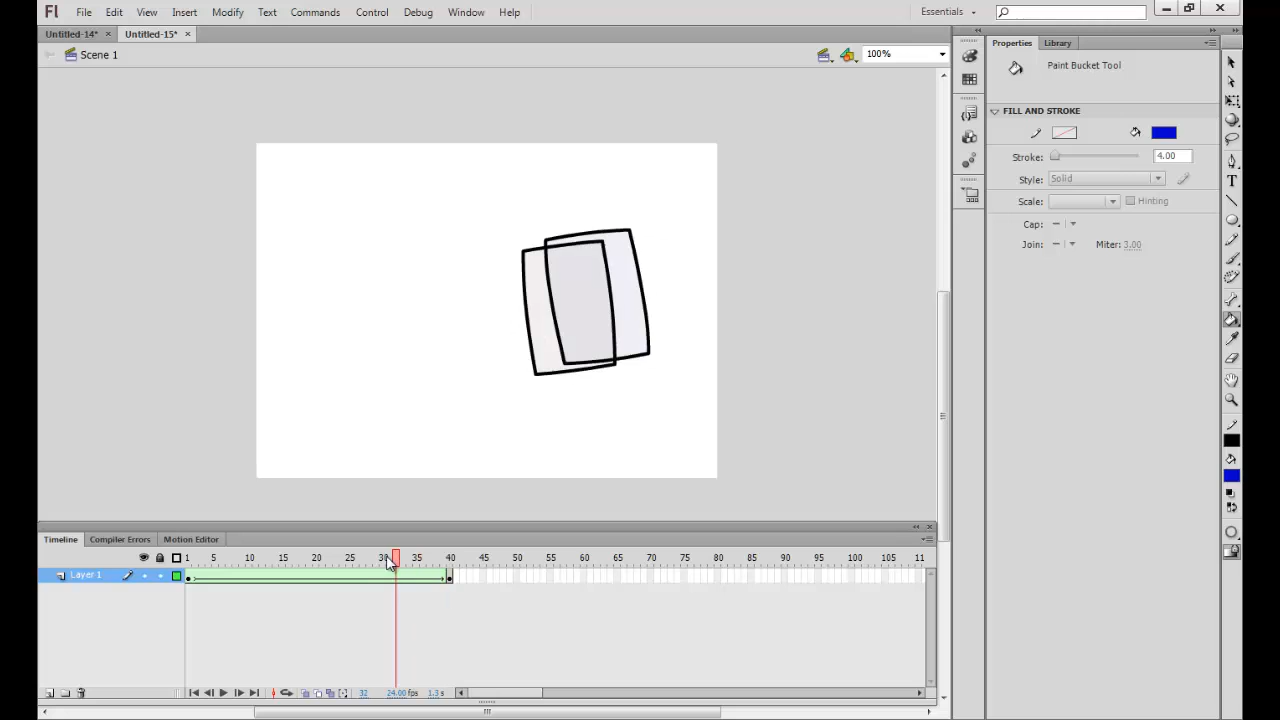 Fl File Edit View Insert Modify Text Commands Control Debug Window Help Essentials
Untitled-14* × Untitled-15* ×
Scene 1 100%
Properties Library
Paint Bucket Tool
FILL AND STROKE
Stroke: 4.00
Style: Solid
Scale: Hinting
Cap:
Join: Miter: 3.00
Timeline Compiler Errors Motion Editor
1 5 10 15 20 25 30 35 40 45 50 55 60 65 70 75 80 85 90 95 100 105 11
Layer 1
32 24.00 fps 1.3 s